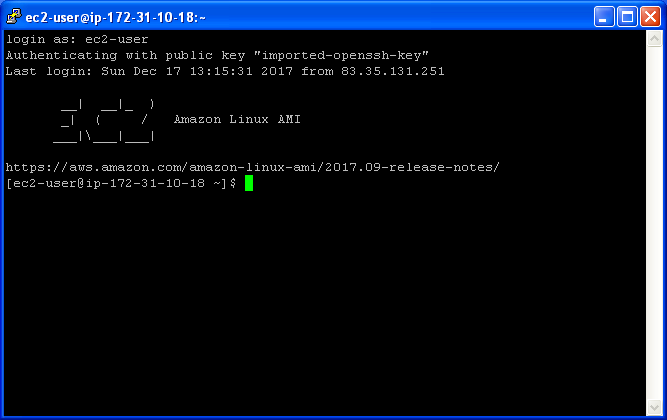 ec2-user@ip-172-31-10-18:~
login as: ec2-user
Authenticating with public key "imported-openssh-key"
Last login: Sun Dec 17 13:15:31 2017 from 83.35.131.251
       __|  __|_  )
       _|  (     /   Amazon Linux AMI
      ___|\___|___|
https://aws.amazon.com/amazon-linux-ami/2017.09-release-notes/
[ec2-user@ip-172-31-10-18 ~]$